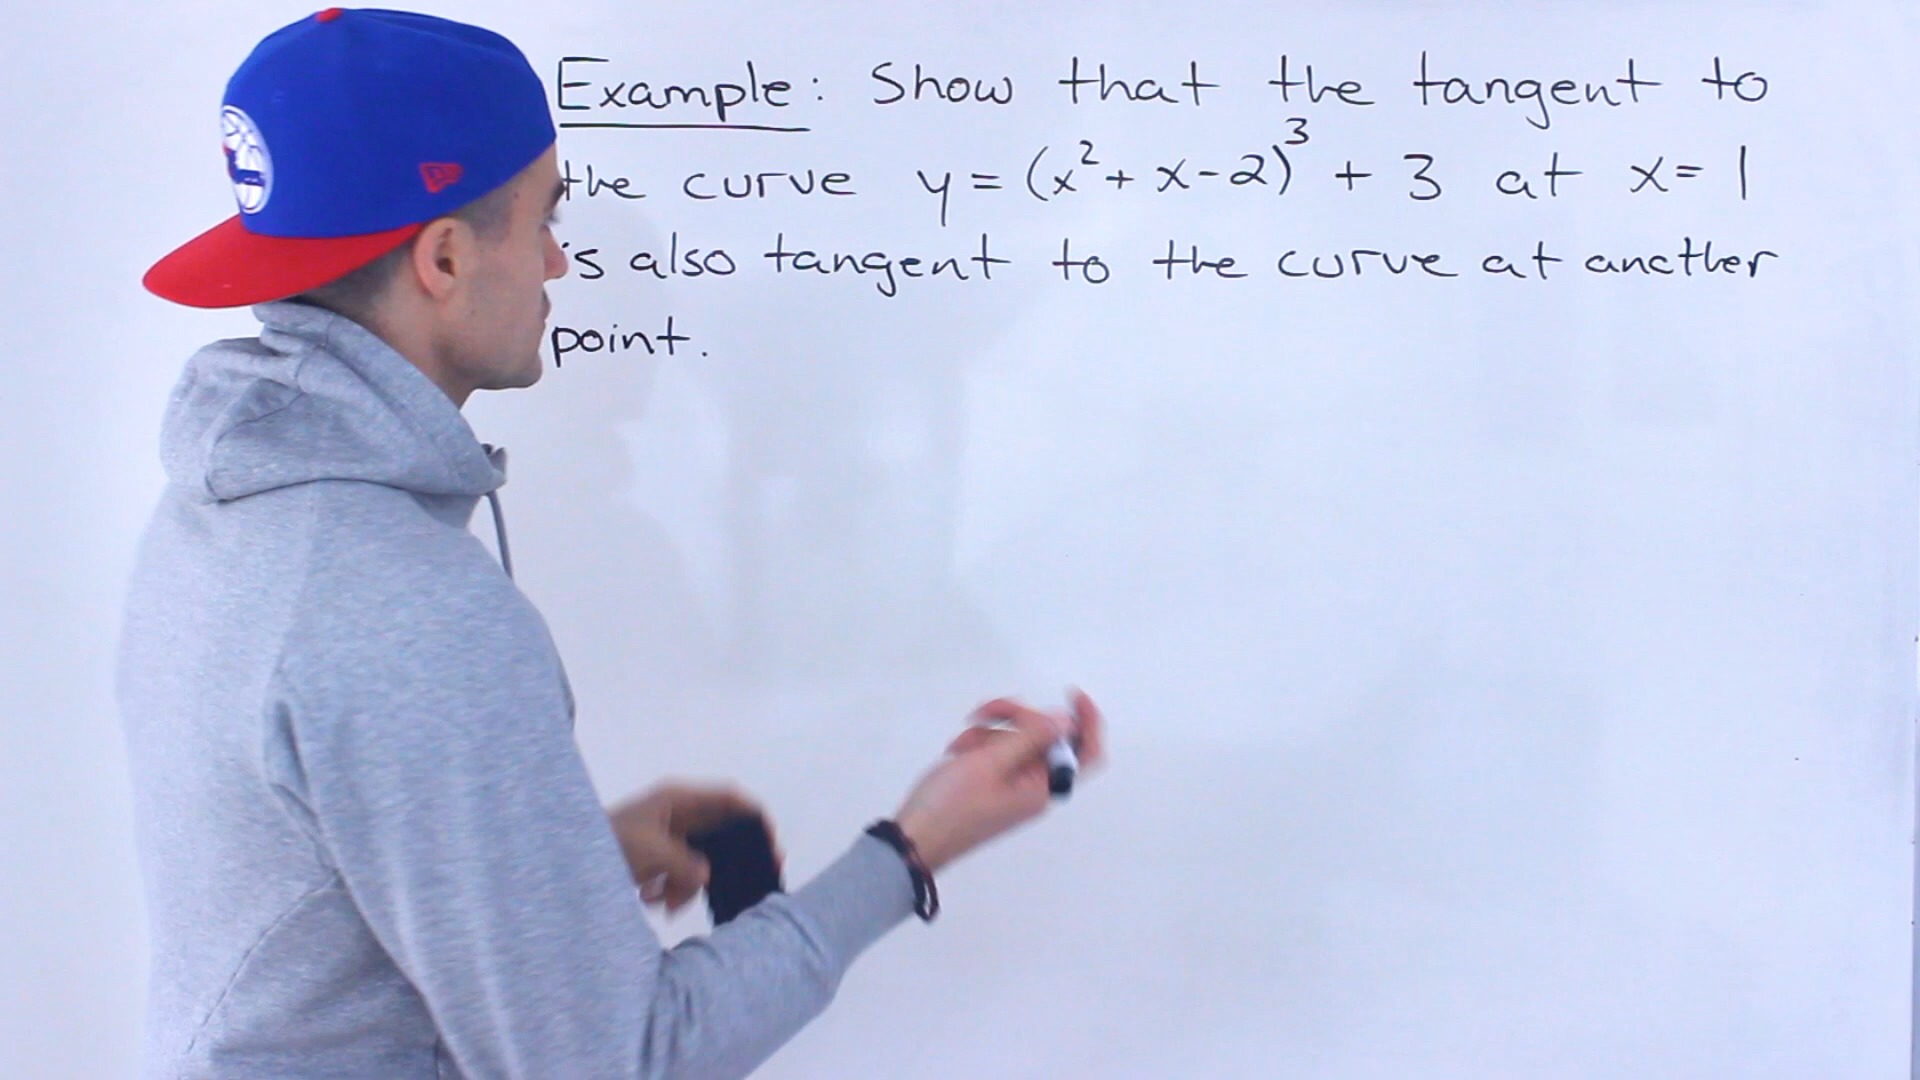 Example: Show that the tangent to
the curve y = (x² + x - 2)³ + 3 at x = 1
is also tangent to the curve at another
point.